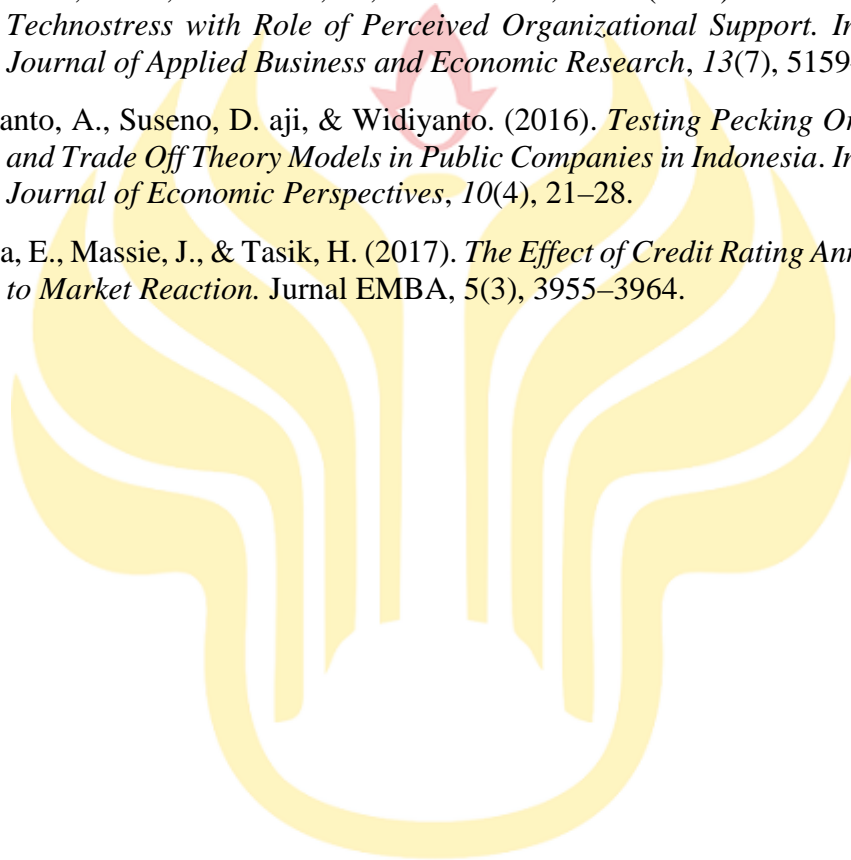 Technostress with Role of Perceived Organizational Support. In
Journal of Applied Business and Economic Research, 13(7), 5159
anto, A., Suseno, D. aji, & Widiyanto. (2016). Testing Pecking Or
and Trade Off Theory Models in Public Companies in Indonesia. In
Journal of Economic Perspectives, 10(4), 21–28.
a, E., Massie, J., & Tasik, H. (2017). The Effect of Credit Rating Ann
to Market Reaction. Jurnal EMBA, 5(3), 3955–3964.